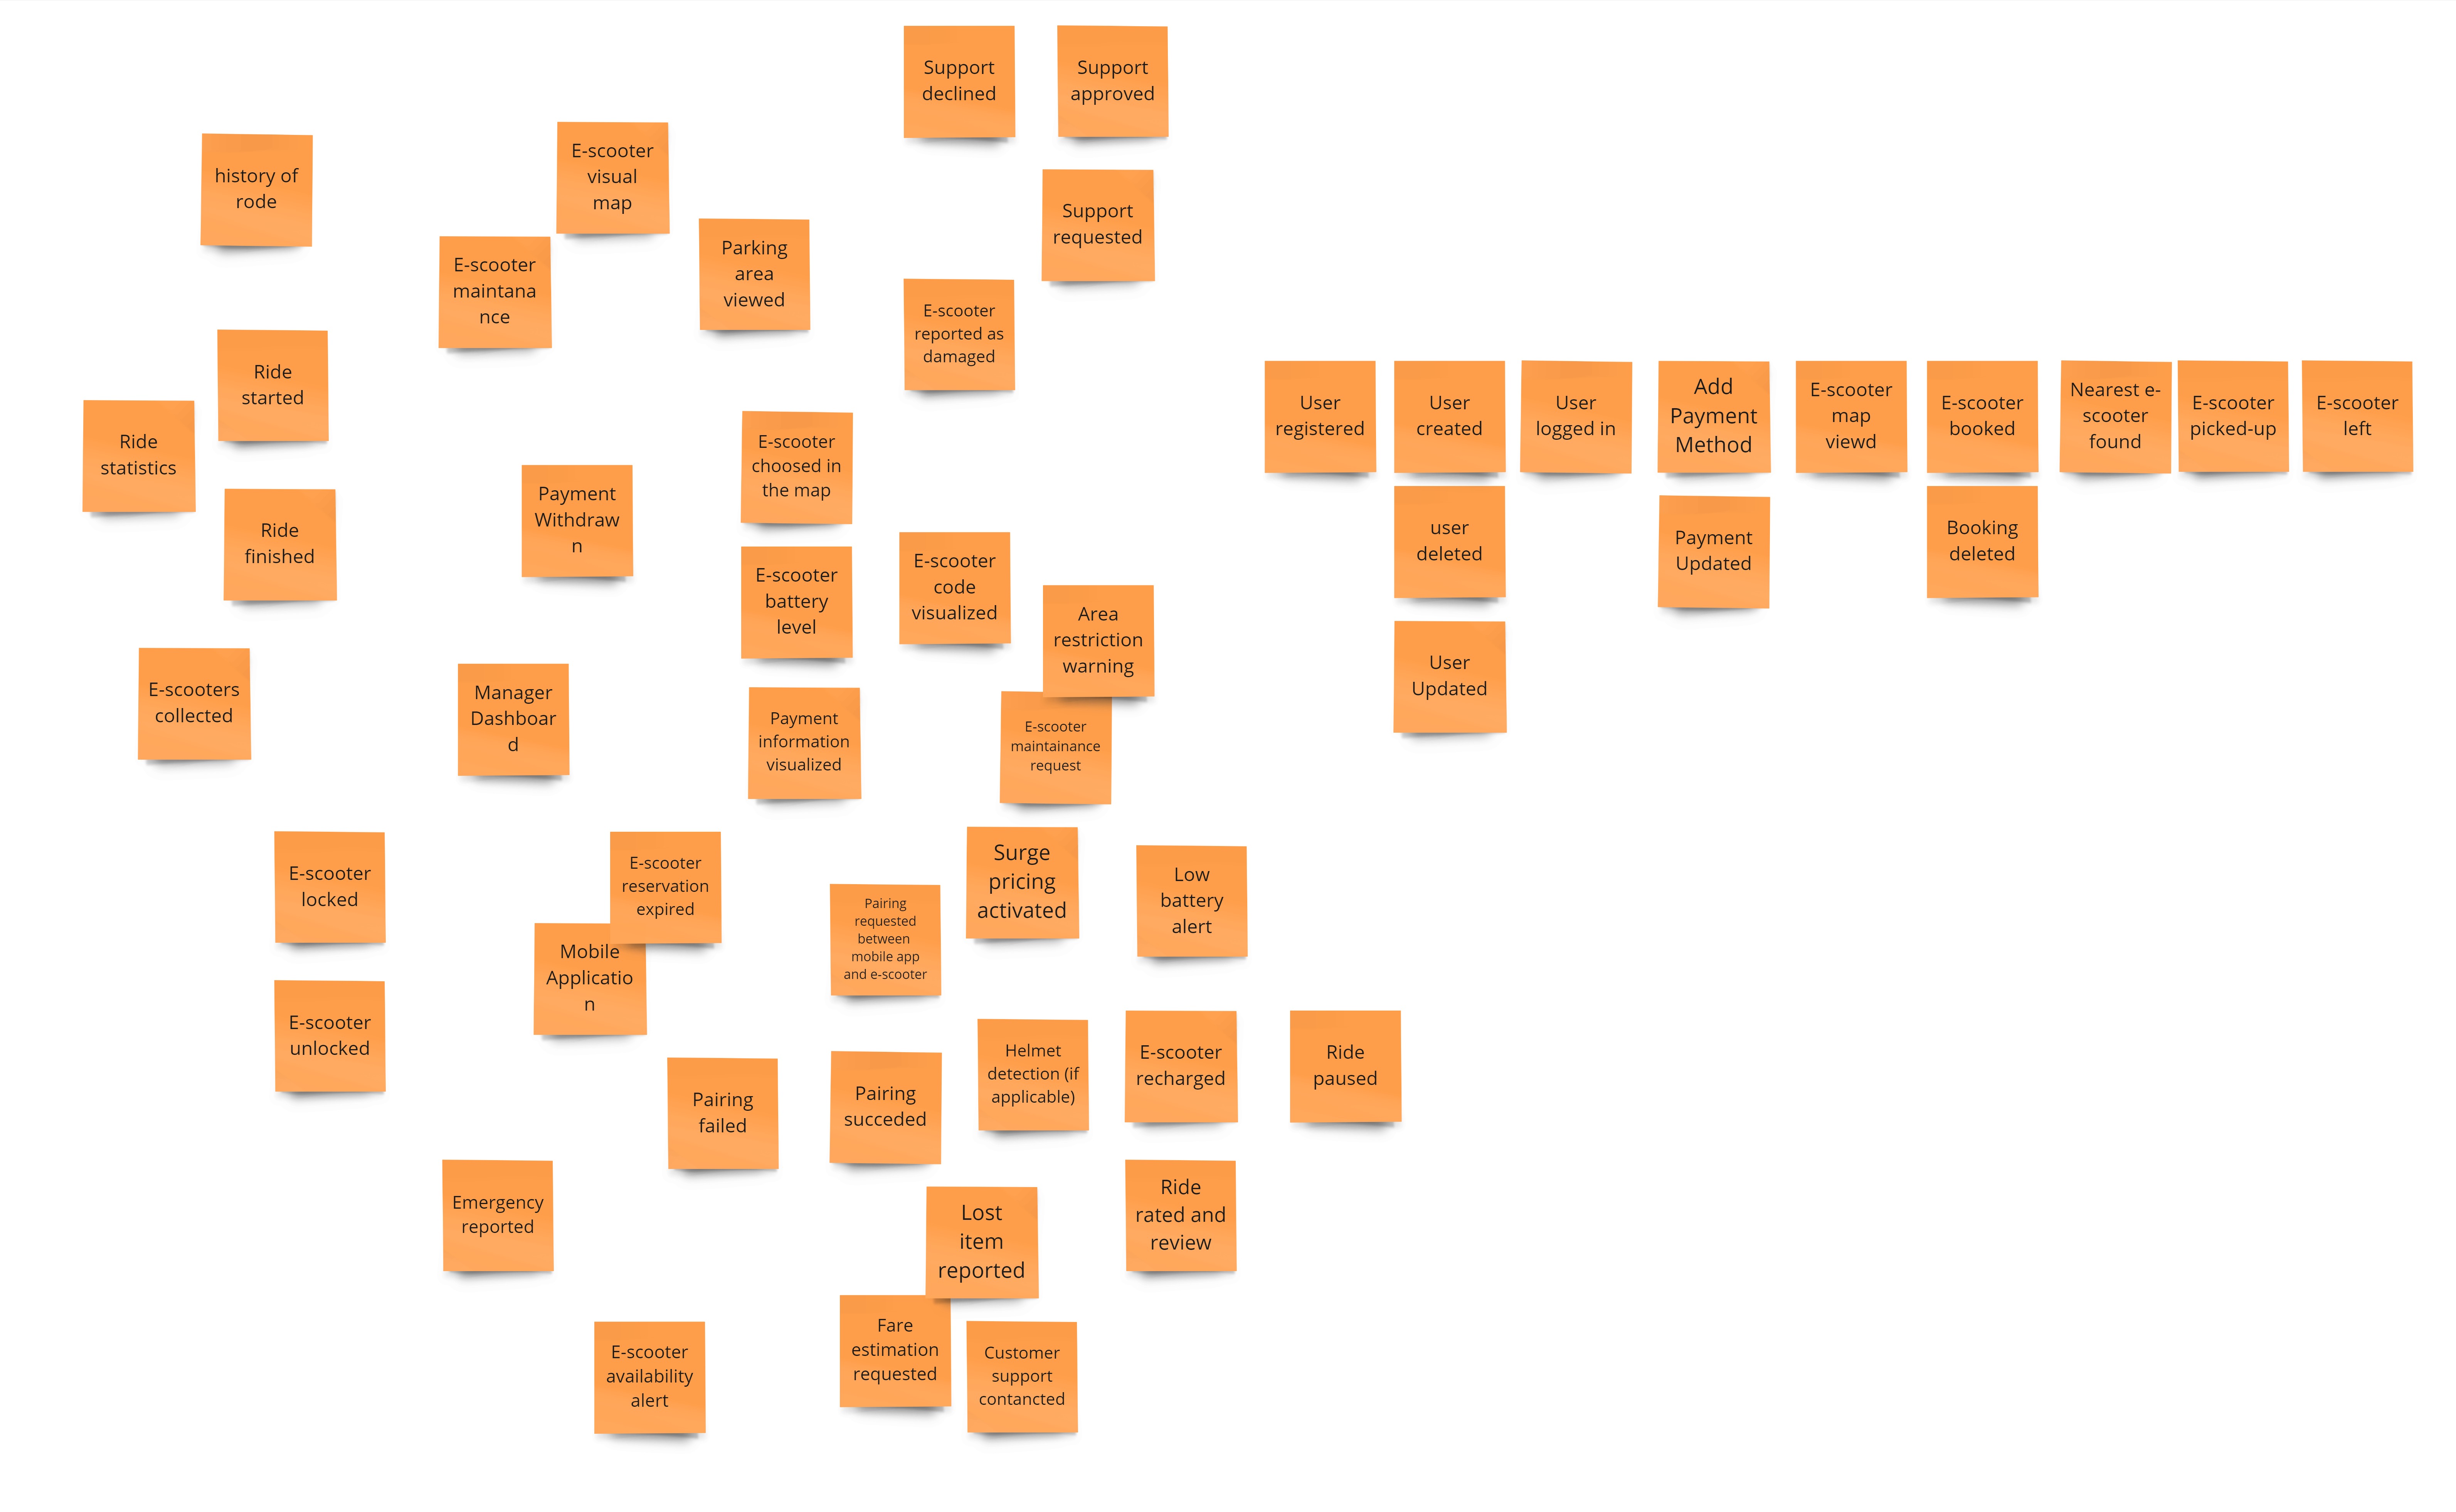 Support
declined
Support
approved
history of
rode
E-scooter
visual
map
Support
requested
Parking
area
viewed
E-scooter
maintana
nce
E-scooter
reported as
damaged
Ride
started
Ride
statistics
Ride
finished
E-scooter
choosed in
the map
Payment
Withdraw
n
E-scooter
battery
level
E-scooter
code
visualized
Area
restriction
warning
User
registered
User
created
User
logged in
Add
Payment
Method
E-scooter
map
viewd
E-scooter
booked
Nearest e-
scooter
found
E-scooter
picked-up
E-scooter
left
user
deleted
Payment
Updated
Booking
deleted
User
Updated
E-scooters
collected
Manager
Dashboar
d
Payment
information
visualized
E-scooter
maintainance
request
E-scooter
locked
E-scooter
reservation
expired
Mobile
Applicatio
n
Pairing
requested
between
mobile app
and e-scooter
Surge
pricing
activated
Low
battery
alert
E-scooter
unlocked
Pairing
failed
Pairing
succeded
Helmet
detection (if
applicable)
E-scooter
recharged
Ride
paused
Emergency
reported
Lost
item
reported
Ride
rated and
review
E-scooter
availability
alert
Fare
estimation
requested
Customer
support
contancted